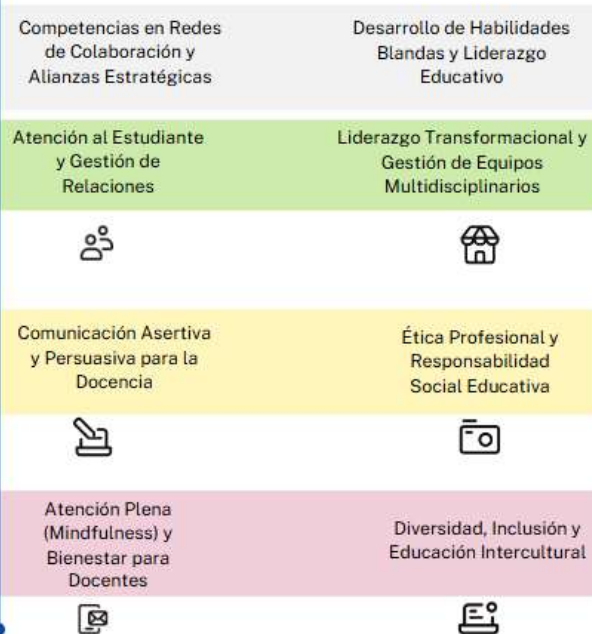 Competencias en Redes
de Colaboración y
Alianzas Estratégicas
Desarrollo de Habilidades
Blandas y Liderazgo
Educativo
Atención al Estudiante
y Gestión de
Relaciones
Liderazgo Transformacional y
Gestión de Equipos
Multidisciplinarios
Comunicación Asertiva
y Persuasiva para la
Docencia
Ética Profesional y
Responsabilidad
Social Educativa
Atención Plena
(Mindfulness) y
Bienestar para
Docentes
Diversidad, Inclusión y
Educación Intercultural